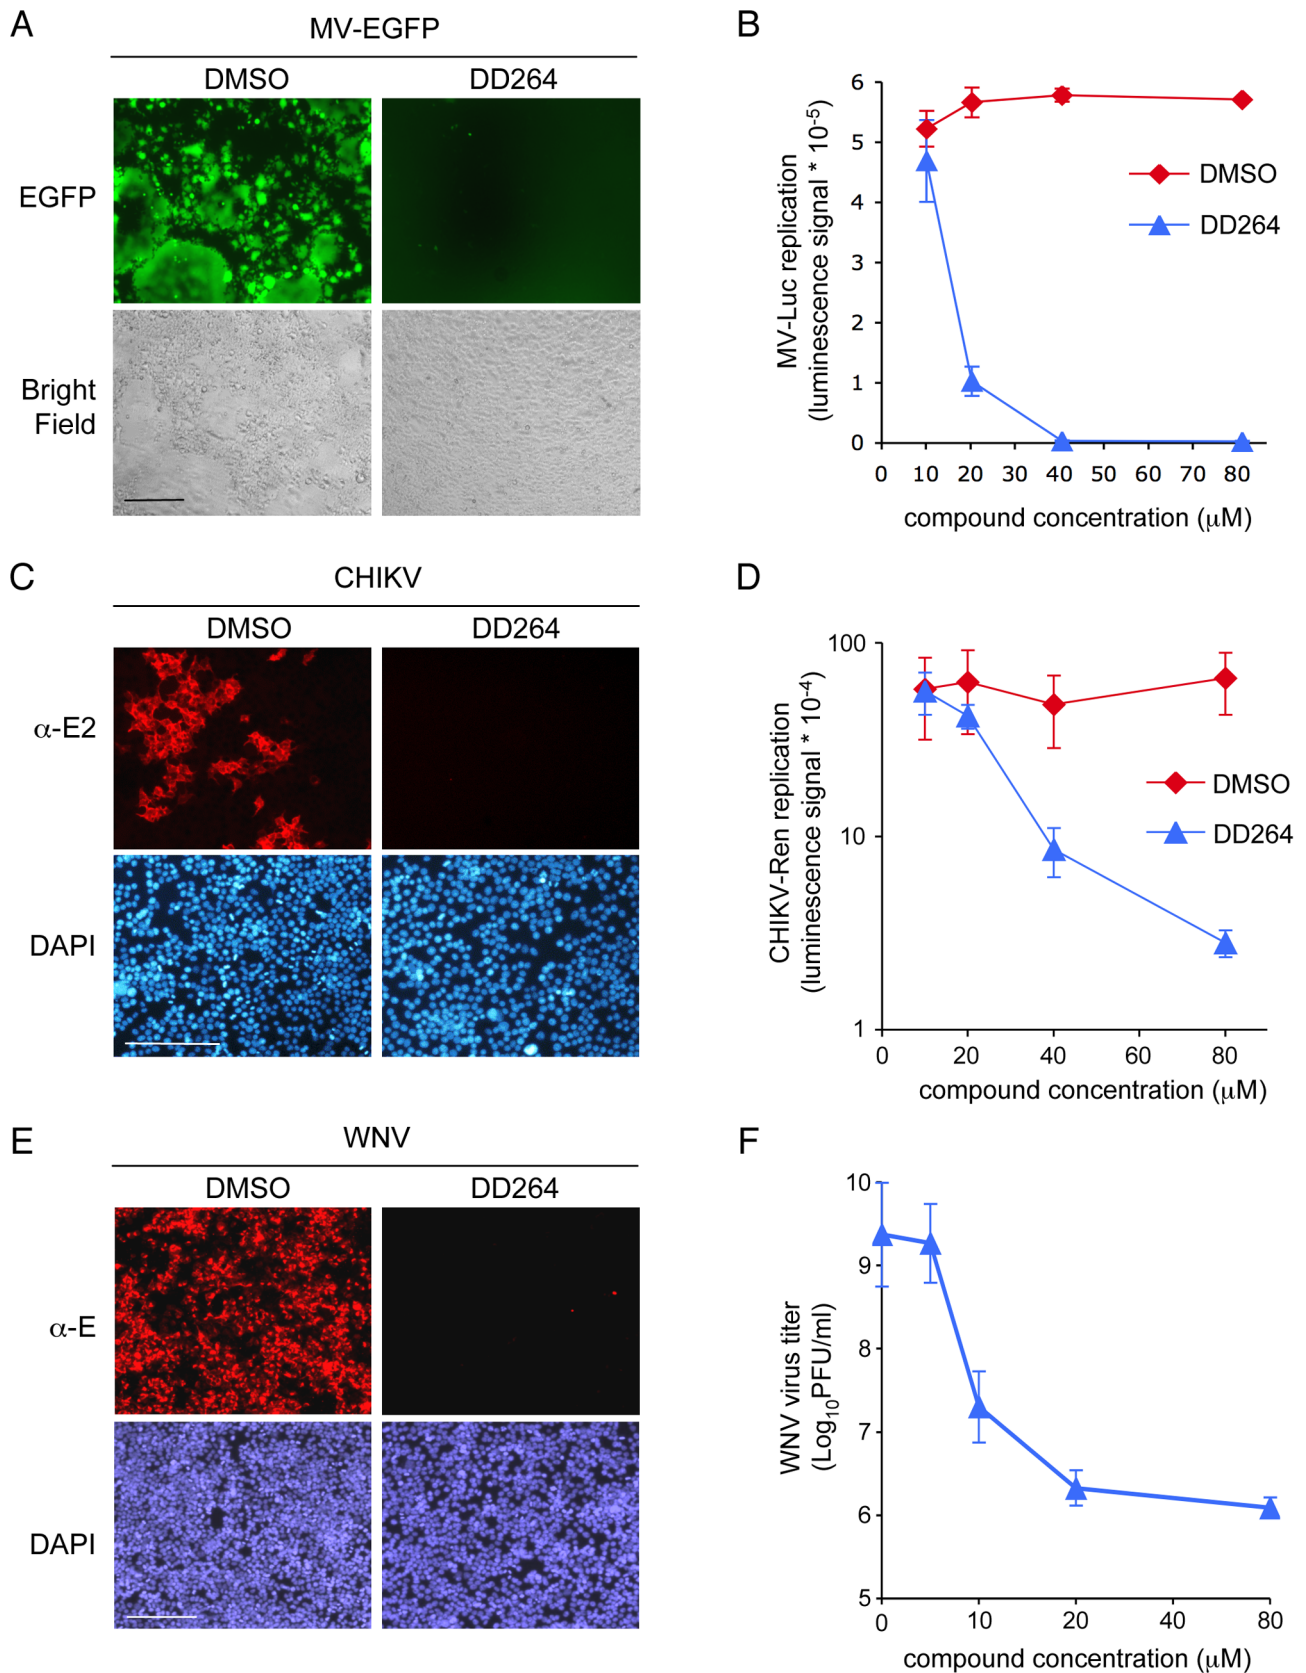 A
MV-EGFP
DMSO
DD264
EGFP
Bright
Field
B
MV-Luc replication
(luminescence signal * 10-5)
6
5
4
3
2
1
0
0 10 20 30 40 50 60 70 80
compound concentration (μM)
DMSO
DD264
C
CHIKV
DMSO
DD264
α-E2
DAPI
D
CHIKV-Ren replication
(luminescence signal * 10-4)
100
10
1
0 20 40 60 80
compound concentration (μM)
DMSO
DD264
E
WNV
DMSO
DD264
α-E
DAPI
F
WNV virus titer
(Log10PFU/ml)
10
9
8
7
6
5
0 10 20 40 80
compound concentration (μM)